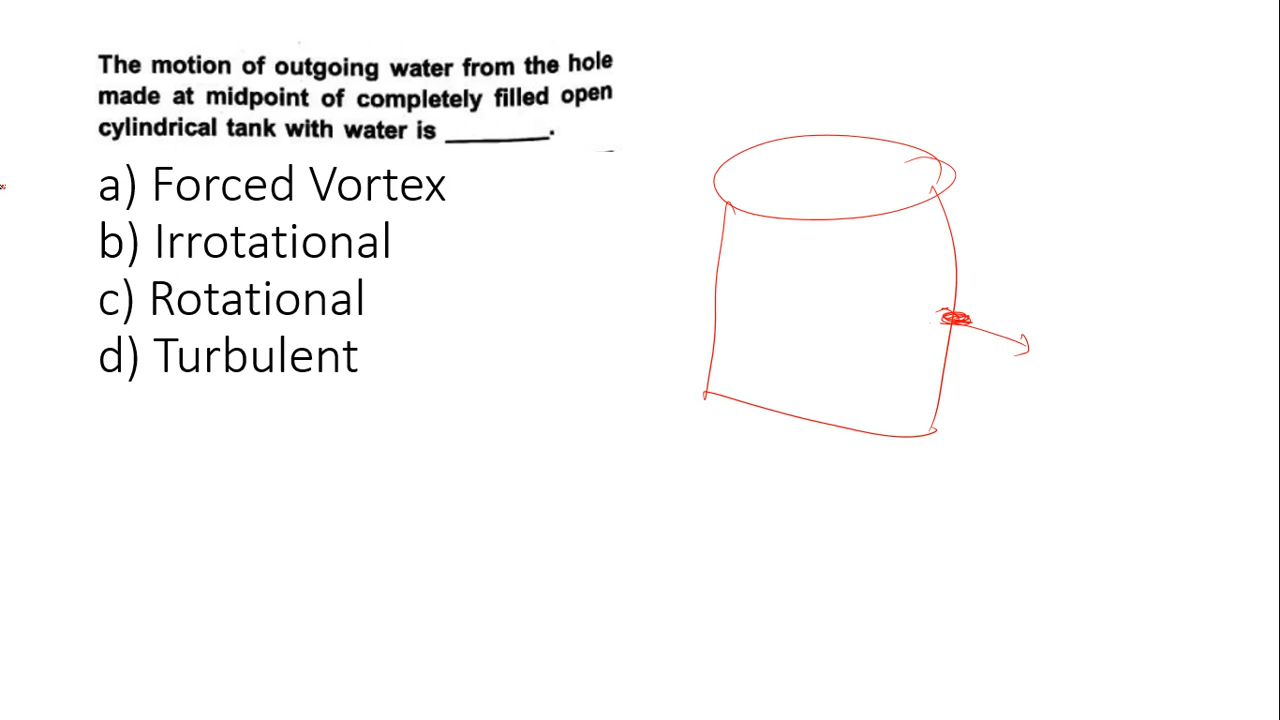 The motion of outgoing water from the hole
made at midpoint of completely filled open
cylindrical tank with water is ________.
a) Forced Vortex
b) Irrotational
c) Rotational
d) Turbulent